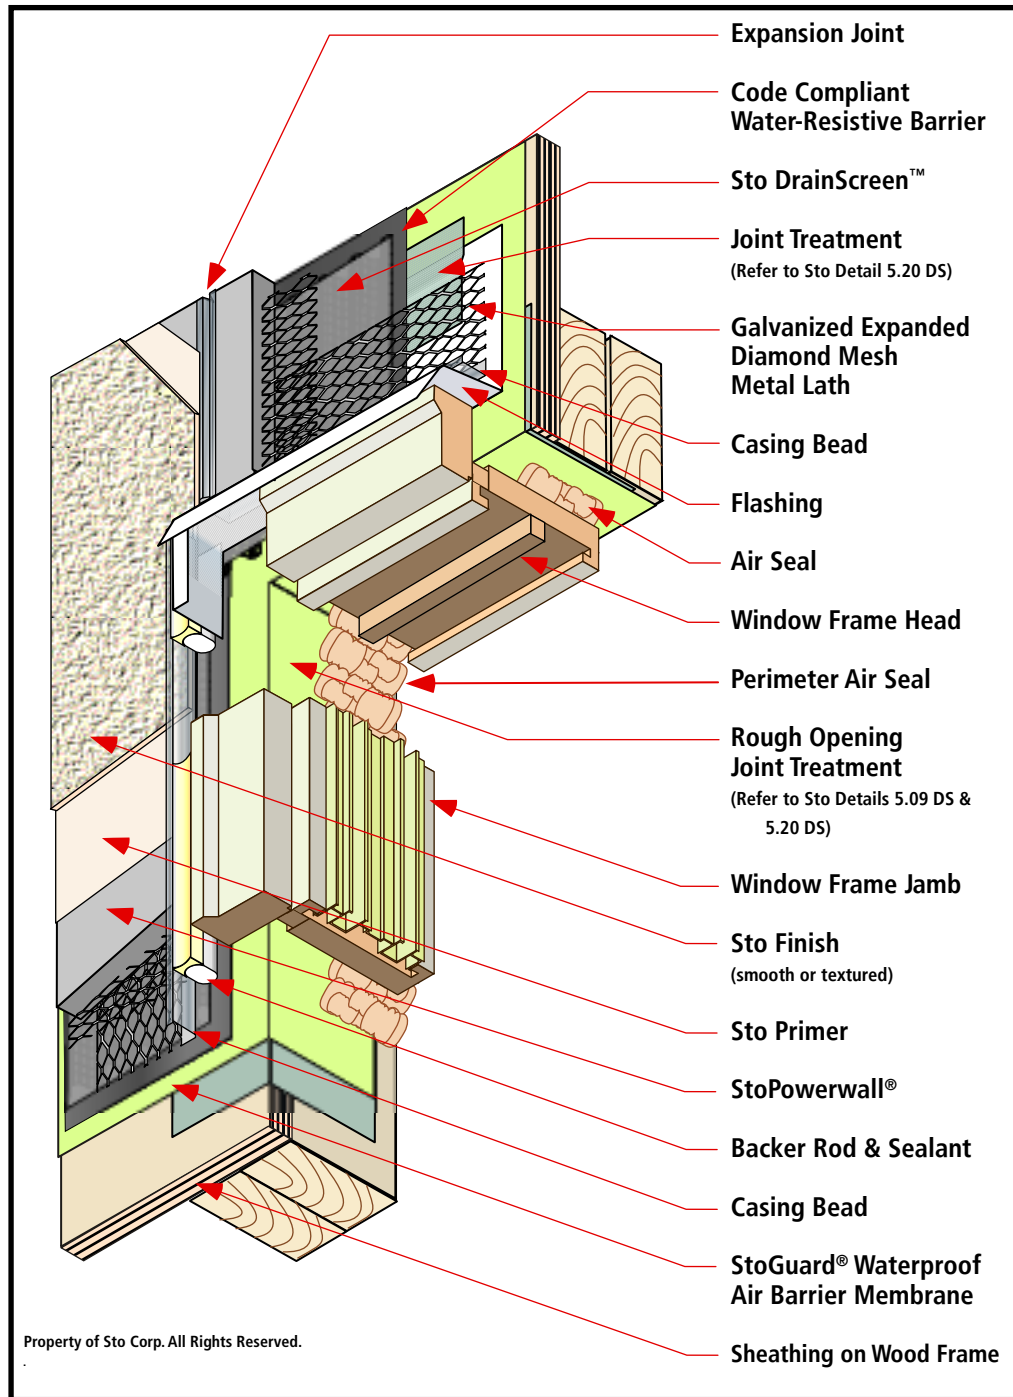 Expansion Joint
Code Compliant
Water-Resistive Barrier
Sto DrainScreen™
Joint Treatment
(Refer to Sto Detail 5.20 DS)
Galvanized Expanded
Diamond Mesh
Metal Lath
Casing Bead
Flashing
Air Seal
Window Frame Head
Perimeter Air Seal
Rough Opening
Joint Treatment
(Refer to Sto Details 5.09 DS &
5.20 DS)
Window Frame Jamb
Sto Finish
(smooth or textured)
Sto Primer
StoPowerwall®
Backer Rod & Sealant
Casing Bead
StoGuard® Waterproof
Air Barrier Membrane
Sheathing on Wood Frame
Property of Sto Corp. All Rights Reserved.
.